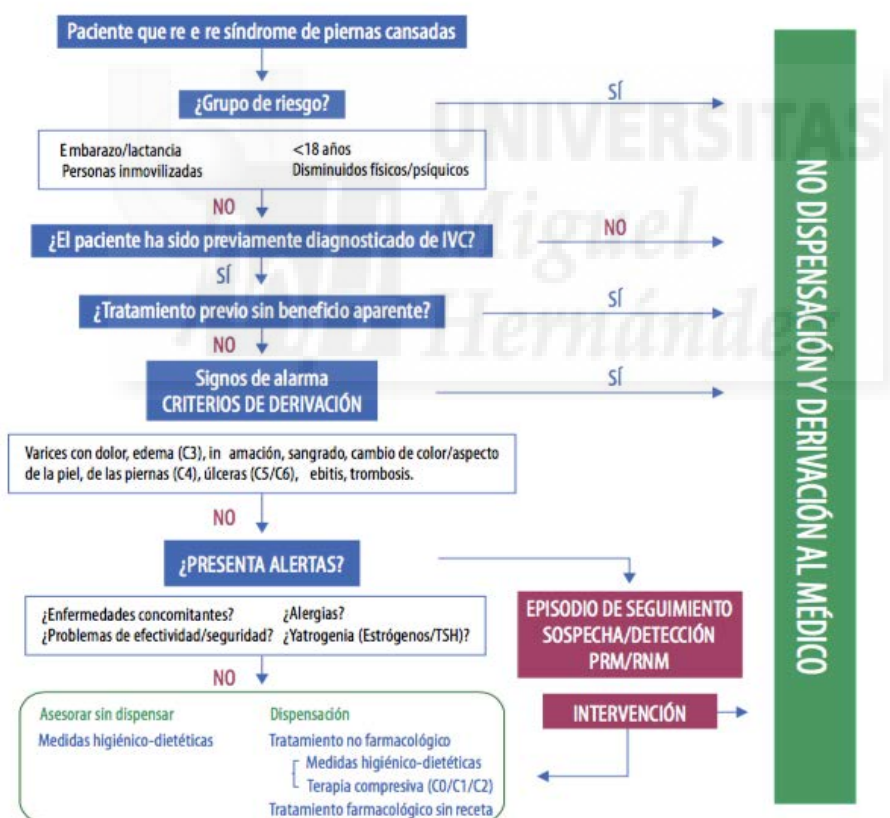 Paciente que re e re síndrome de piernas cansadas
¿Grupo de riesgo?
SÍ
Embarazo/lactancia <18 años
Personas inmovilizadas Disminuidos físicos/psíquicos
NO
¿El paciente ha sido previamente diagnosticado de IVC?
NO
SÍ
¿Tratamiento previo sin beneficio aparente?
SÍ
NO
Signos de alarma
CRITERIOS DE DERIVACIÓN
SÍ
Varices con dolor, edema (C3), in amación, sangrado, cambio de color/aspecto
de la piel, de las piernas (C4), úlceras (C5/C6), ebitis, trombosis.
NO
¿PRESENTA ALERTAS?
¿Enfermedades concomitantes? ¿Alergias?
¿Problemas de efectividad/seguridad? ¿Yatrogenia (Estrógenos/TSH)?
EPISODIO DE SEGUIMIENTO
SOSPECHA/DETECCIÓN
PRM/RNM
NO
INTERVENCIÓN
Asesorar sin dispensar
Medidas higiénico-dietéticas
Dispensación
Tratamiento no farmacológico
Medidas higiénico-dietéticas
Terapia compresiva (C0/C1/C2)
Tratamiento farmacológico sin receta
NO DISPENSACIÓN Y DERIVACIÓN AL MÉDICO
UNIVERSITAS
Miguel
Hernández